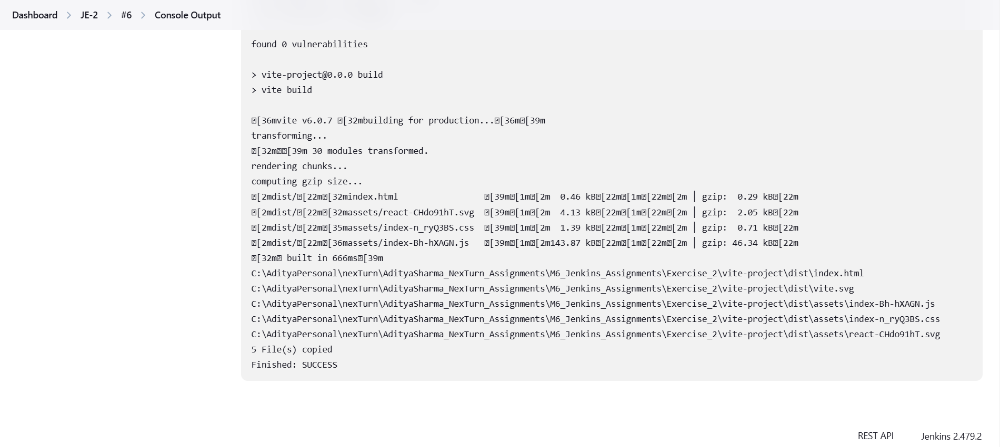 Dashboard > JE-2 > #6 > Console Output
found 0 vulnerabilities
> vite-project@0.0.0 build
> vite build
�[36mvite v6.0.7 �[32mbuilding for production...�[36m�[39m
transforming...
�[32m��[39m 30 modules transformed.
rendering chunks...
computing gzip size...
�[2mdist/�[22m�[32mindex.html                 �[39m�[1m�[2m  0.46 kB�[22m�[1m�[22m�[2m │ gzip:  0.29 kB�[22m
�[2mdist/�[22m�[32massets/react-CHdo91hT.svg  �[39m�[1m�[2m  4.13 kB�[22m�[1m�[22m�[2m │ gzip:  2.05 kB�[22m
�[2mdist/�[22m�[35massets/index-n_ryQ3BS.css  �[39m�[1m�[2m  1.39 kB�[22m�[1m�[22m�[2m │ gzip:  0.71 kB�[22m
�[2mdist/�[22m�[36massets/index-Bh-hXAGN.js   �[39m�[1m�[2m143.87 kB�[22m�[1m�[22m�[2m │ gzip: 46.34 kB�[22m
�[32m� built in 666ms�[39m
C:\AdityaPersonal\nexTurn\AdityaSharma_NexTurn_Assignments\M6_Jenkins_Assignments\Exercise_2\vite-project\dist\index.html
C:\AdityaPersonal\nexTurn\AdityaSharma_NexTurn_Assignments\M6_Jenkins_Assignments\Exercise_2\vite-project\dist\vite.svg
C:\AdityaPersonal\nexTurn\AdityaSharma_NexTurn_Assignments\M6_Jenkins_Assignments\Exercise_2\vite-project\dist\assets\index-Bh-hXAGN.js
C:\AdityaPersonal\nexTurn\AdityaSharma_NexTurn_Assignments\M6_Jenkins_Assignments\Exercise_2\vite-project\dist\assets\index-n_ryQ3BS.css
C:\AdityaPersonal\nexTurn\AdityaSharma_NexTurn_Assignments\M6_Jenkins_Assignments\Exercise_2\vite-project\dist\assets\react-CHdo91hT.svg
5 File(s) copied
Finished: SUCCESS
REST API    Jenkins 2.479.2